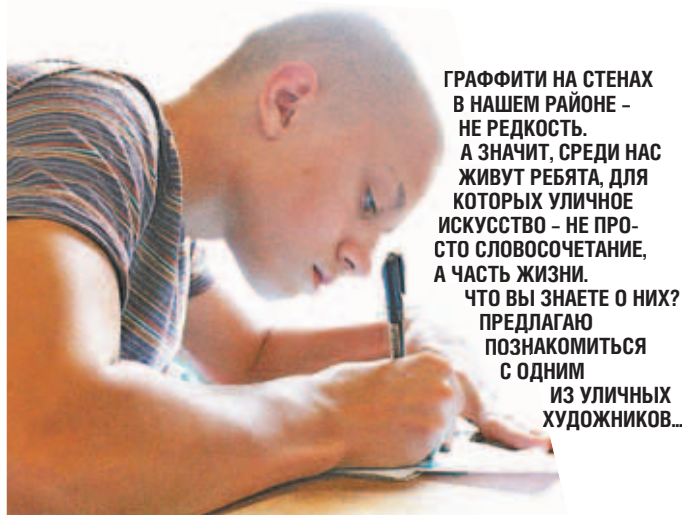 ГРАФФИТИ НА СТЕНАХ
В НАШЕМ РАЙОНЕ –
НЕ РЕДКОСТЬ.
А ЗНАЧИТ, СРЕДИ НАС
ЖИВУТ РЕБЯТА, ДЛЯ
КОТОРЫХ УЛИЧНОЕ
ИСКУССТВО – НЕ ПРО-
СТО СЛОВОСОЧЕТАНИЕ,
А ЧАСТЬ ЖИЗНИ.
ЧТО ВЫ ЗНАЕТЕ О НИХ?
ПРЕДЛАГАЮ
ПОЗНАКОМИТЬСЯ
С ОДНИМ
ИЗ УЛИЧНЫХ
ХУДОЖНИКОВ...